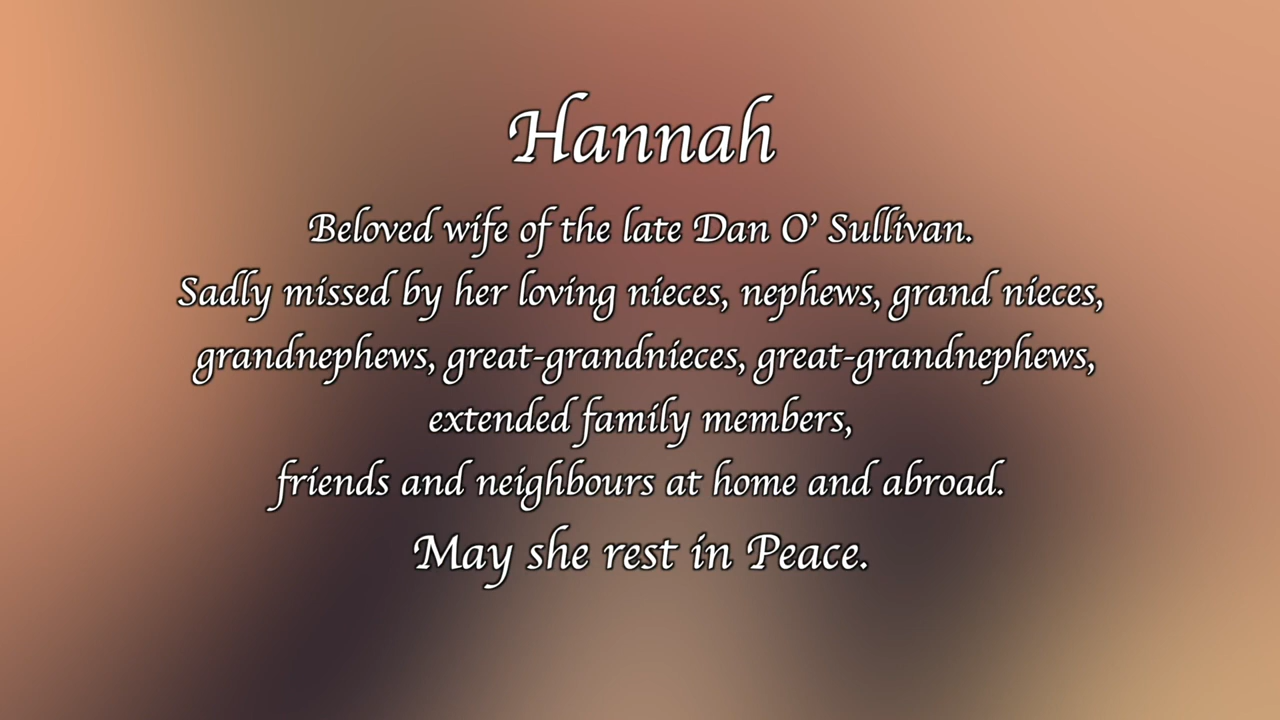 Hannah
Beloved wife of the late Dan O' Sullivan.
Sadly missed by her loving nieces, nephews, grand nieces,
grandnephews, great-grandnieces, great-grandnephews,
extended family members,
friends and neighbours at home and abroad.
May she rest in Peace.